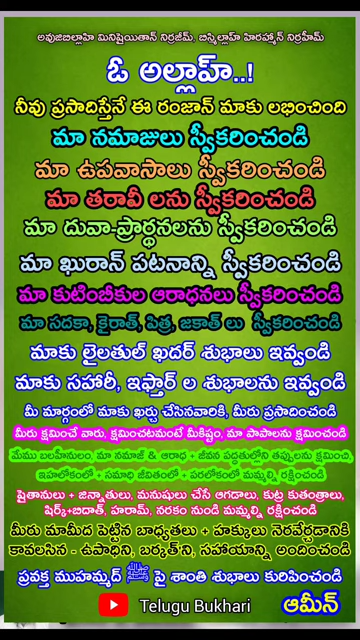 అవుజుబిల్లాహి మినిషైయితాన్ నిర్రజీమ్, బిస్మిల్లాహ్ హిరహ్మాన్ నిర్రహీమ్
ఓ అల్లాహ్..!
నీవు ప్రసాదిస్తేనే ఈ రంజాన్ మాకు లభించింది
మా నమాజులు స్వీకరించండి
మా ఉపవాసాలు స్వీకరించండి
మా తరావీ లను స్వీకరించండి
మా దువా-ప్రార్థనలను స్వీకరించండి
మా ఖురాన్ పటనాన్ని స్వీకరించండి
మా కుటింబీకుల ఆరాధనలు స్వీకరించండి
మా సదకా, ఖైరాత్, పిత్ర, జకాత్ లు స్వీకరించండి
మాకు లైలతుల్ ఖదర్ శుభాలు ఇవ్వండి
మాకు సహారీ, ఇఫ్తార్ ల శుభాలను ఇవ్వండి
మీ మార్గంలో మాకు ఖర్చు చేసినవారికి, మీరు ప్రసాదించండి
మీరు క్షమించే వారు, క్షమించటమంటే మీకిష్టం, మా పాపాలను క్షమించండి
మేము బలహీనులం, మా నమాజ్ & ఆరాధ + జీవన పద్ధతుల్లోని తప్పులను క్షమించి,
ఇహలోకంలో + సమాధి జీవితంలో + పరలోకంలో మమ్మల్ని రక్షించండి
షైతానులు + జిన్నాతులు, మనుషులు చేసే ఆగడాలు, కుట్ర కుతంత్రాలు,
షిర్క్+బిదాత్, హరామ్, నరకం నుండి మమ్మల్ని రక్షించండి
మీరు మామీద పెట్టిన బాధ్యతలు + హక్కులు నెరవేర్చడానికి
కావలసిన - ఉపాధిని, బర్కత్‌ని, సహాయాన్ని అందించండి
ప్రవక్త ముహమ్మద్ ﷺ పై శాంతి శుభాలు కురిపించండి
Telugu Bukhari ఆమీన్